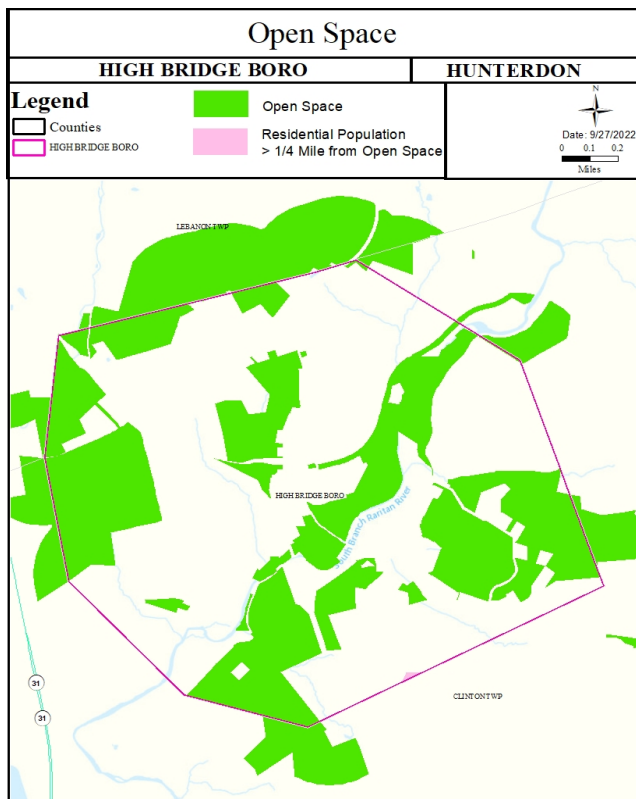 Open Space
HIGH BRIDGE BORO
HUNTERDON
Legend
Counties
HIGH BRIDGE BORO
Open Space
Residential Population
> 1/4 Mile from Open Space
N
Date: 9/27/2022
0 0.1 0.2
Miles
LEBANON TWP
HIGH BRIDGE BORO
South Branch Raritan River
CLINTON TWP
31
31